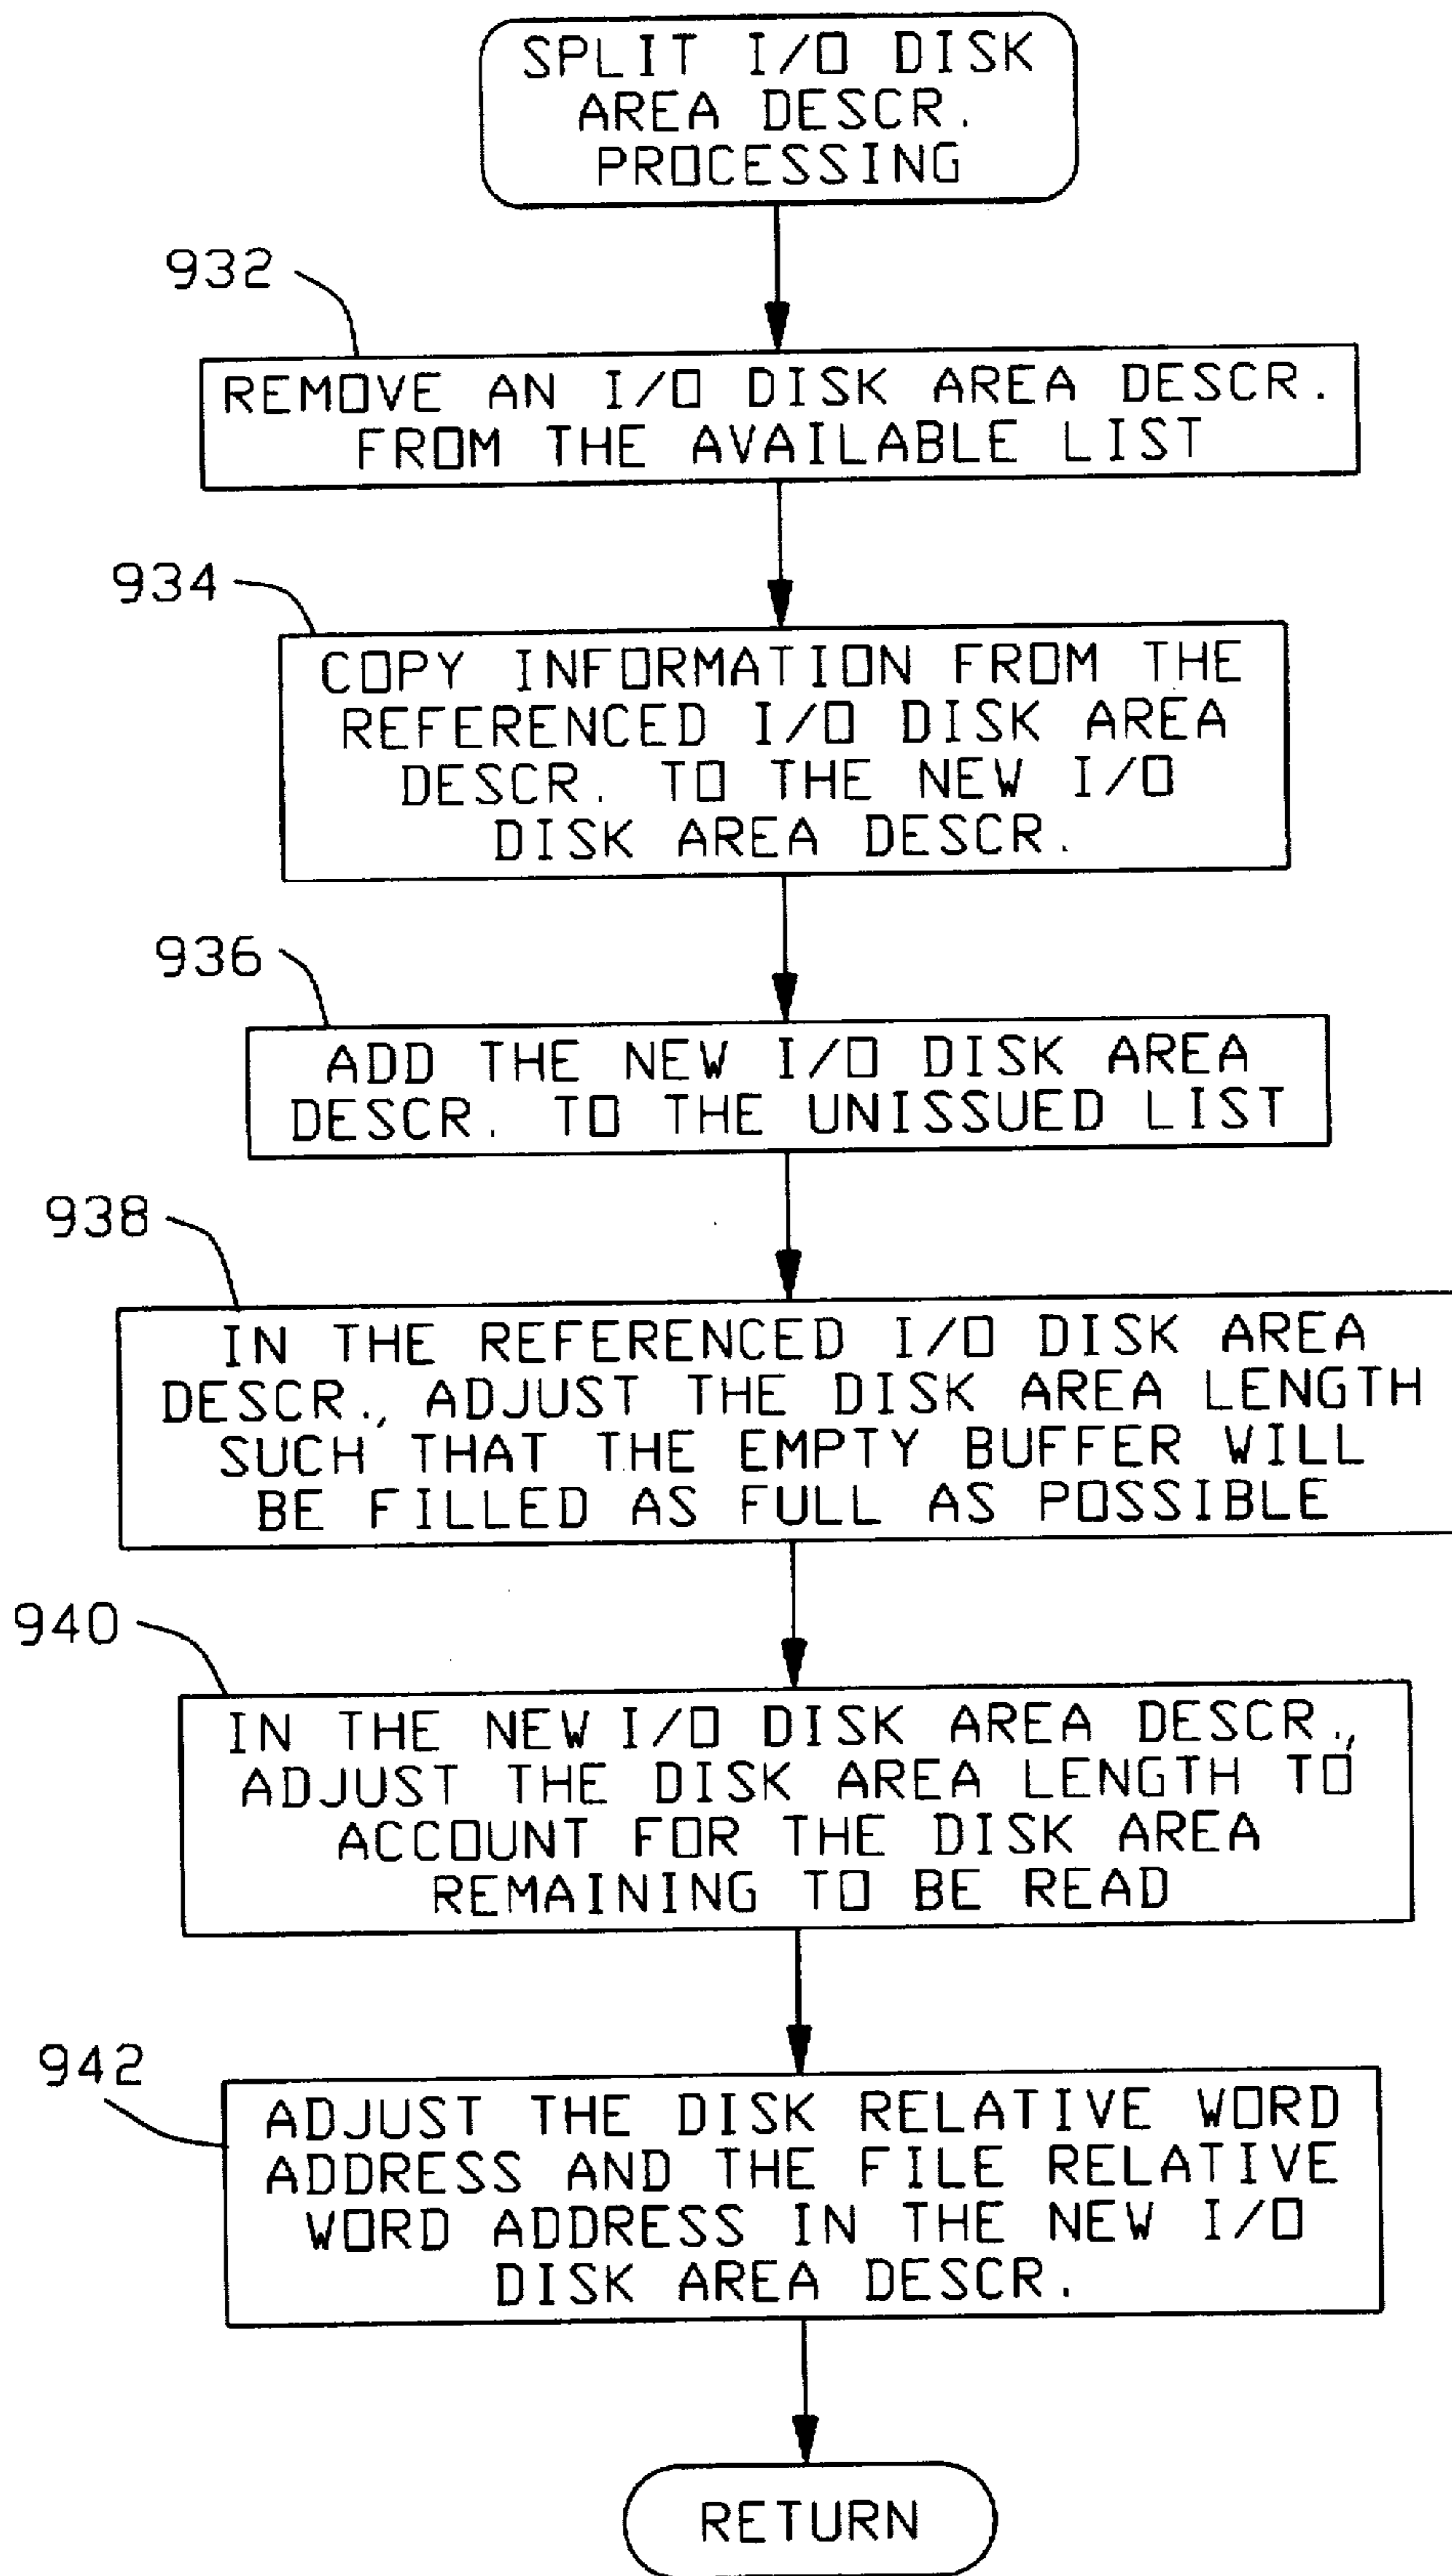 SPLIT I/O DISK
AREA DESCR.
PROCESSING
932
REMOVE AN I/O DISK AREA DESCR.
FROM THE AVAILABLE LIST
934
COPY INFORMATION FROM THE
REFERENCED I/O DISK AREA
DESCR. TO THE NEW I/O
DISK AREA DESCR.
936
ADD THE NEW I/O DISK AREA
DESCR. TO THE UNISSUED LIST
938
IN THE REFERENCED I/O DISK AREA
DESCR., ADJUST THE DISK AREA LENGTH
SUCH THAT THE EMPTY BUFFER WILL
BE FILLED AS FULL AS POSSIBLE
940
IN THE NEW I/O DISK AREA DESCR.,
ADJUST THE DISK AREA LENGTH TO
ACCOUNT FOR THE DISK AREA
REMAINING TO BE READ
942
ADJUST THE DISK RELATIVE WORD
ADDRESS AND THE FILE RELATIVE
WORD ADDRESS IN THE NEW I/O
DISK AREA DESCR.
RETURN